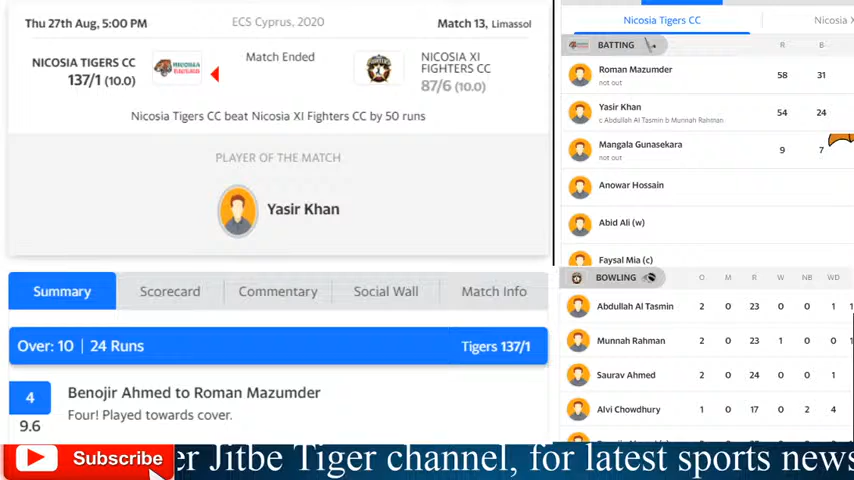 Thu 27th Aug, 5:00 PM
ECS Cyprus, 2020
Match 13, Limassol
NICOSIA TIGERS CC
137/1 (10.0)
Match Ended
NICOSIA XI
FIGHTERS CC
87/6 (10.0)
Nicosia Tigers CC beat Nicosia XI Fighters CC by 50 runs
PLAYER OF THE MATCH
Yasir Khan
Summary Scorecard Commentary Social Wall Match Info
Over: 10 | 24 Runs Tigers 137/1
4 Benojir Ahmed to Roman Mazumder
Four! Played towards cover.
9.6
Nicosia Tigers CC Nicosia X
BATTING R B
Roman Mazumder 58 31
not out
Yasir Khan 54 24
c Abdullah Al Tasmin b Munnah Rahman
Mangala Gunasekara 9 7
not out
Anowar Hossain
Abid Ali (w)
Faysal Mia (c)
BOWLING O M R W NB WD
Abdullah Al Tasmin 2 0 23 0 0 1 1
Munnah Rahman 2 0 23 1 0 0 1
Saurav Ahmed 2 0 24 0 0 1
Alvi Chowdhury 1 0 17 0 2 4
Subscribe
er Jitbe Tiger channel, for latest sports news